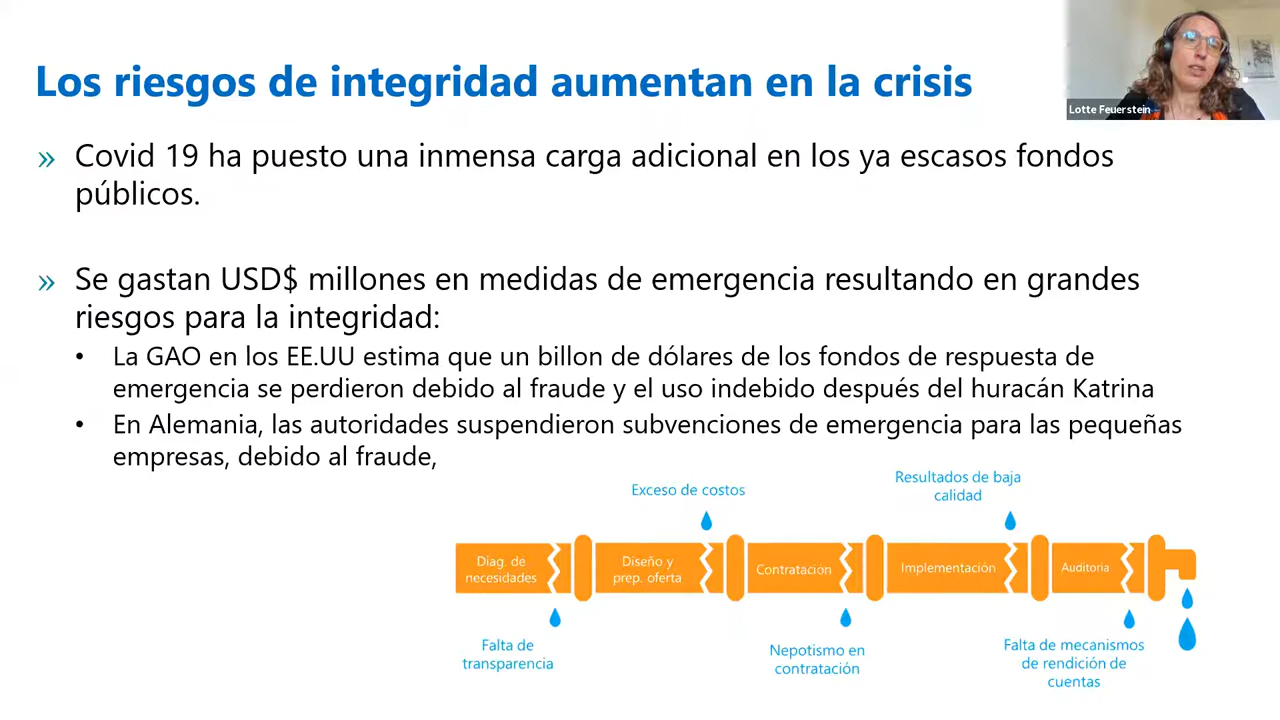 Los riesgos de integridad aumentan en la crisis
Lotte Feuerstein
» Covid 19 ha puesto una inmensa carga adicional en los ya escasos fondos
públicos.
» Se gastan USD$ millones en medidas de emergencia resultando en grandes
riesgos para la integridad:
• La GAO en los EE.UU estima que un billon de dólares de los fondos de respuesta de
emergencia se perdieron debido al fraude y el uso indebido después del huracán Katrina
• En Alemania, las autoridades suspendieron subvenciones de emergencia para las pequeñas
empresas, debido al fraude,
Exceso de costos
Resultados de baja
calidad
Diag. de
necesidades
Diseño y
prep. oferta
Contratación
Implementación
Auditoria
Falta de
transparencia
Nepotismo en
contratación
Falta de mecanismos
de rendición de
cuentas